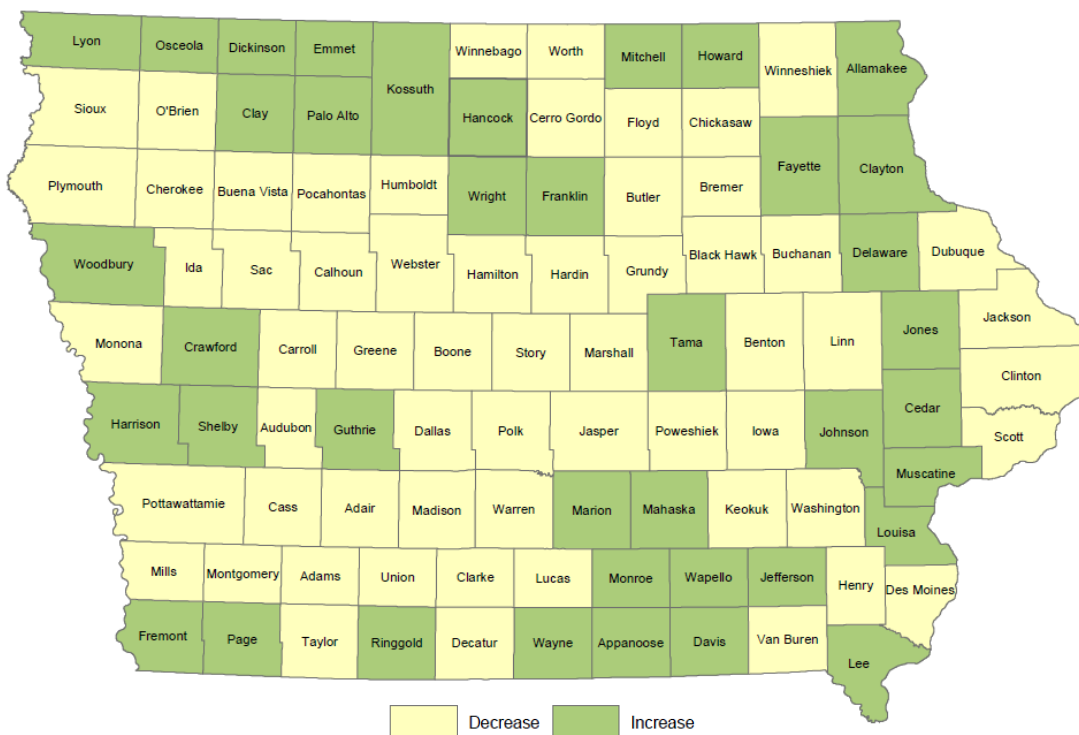 Lyon
Osceola
Dickinson
Emmet
Kossuth
Winnebago
Worth
Mitchell
Howard
Winneshiek
Allamakee
Sioux
O'Brien
Clay
Palo Alto
Hancock
Cerro Gordo
Floyd
Chickasaw
Fayette
Clayton
Plymouth
Cherokee
Buena Vista
Pocahontas
Humboldt
Wright
Franklin
Butler
Bremer
Woodbury
Ida
Sac
Calhoun
Webster
Hamilton
Hardin
Grundy
Black Hawk
Buchanan
Delaware
Dubuque
Monona
Crawford
Carroll
Greene
Boone
Story
Marshall
Tama
Benton
Linn
Jones
Jackson
Clinton
Harrison
Shelby
Audubon
Guthrie
Dallas
Polk
Jasper
Poweshiek
Iowa
Johnson
Cedar
Scott
Muscatine
Pottawattamie
Cass
Adair
Madison
Warren
Marion
Mahaska
Keokuk
Washington
Louisa
Mills
Montgomery
Adams
Union
Clarke
Lucas
Monroe
Wapello
Jefferson
Henry
Des Moines
Fremont
Page
Taylor
Ringgold
Decatur
Wayne
Appanoose
Davis
Van Buren
Lee
Decrease
Increase